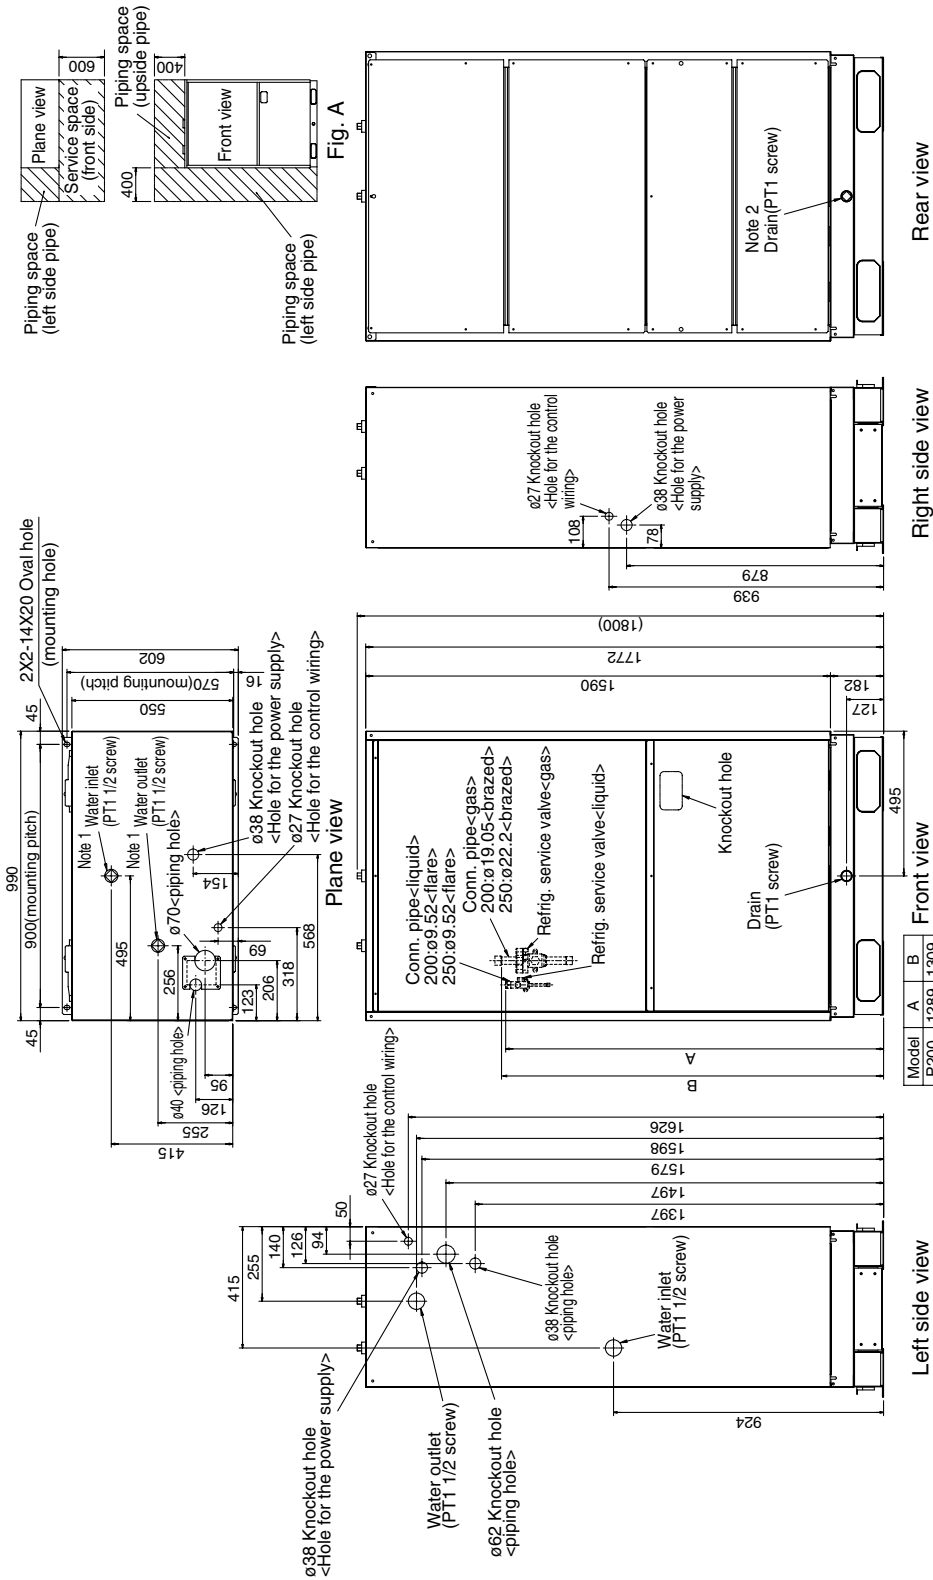 Piping space
(left side pipe)
Plane view
Service space
(front side)
600
Piping space
(upside pipe)
400
400
Front view
Piping space
(left side pipe)
Fig. A
2X2-14X20 Oval hole
(mounting hole)
990
45
900(mounting pitch)
45
Note 1
Water inlet
(PT1 1/2 screw)
Note 1
Water outlet
(PT1 1/2 screw)
ø70<piping hole>
ø40 <piping hole>
495
256
123
206
318
568
154
69
95
126
255
415
550
570(mounting pitch)
602
16
ø38 Knockout hole
<Hole for the power supply>
ø27 Knockout hole
<Hole for the control wiring>
Plane view
415
255
140
126
94
50
ø27 Knockout hole
<Hole for the control wiring>
ø38 Knockout hole
<Hole for the power supply>
Water outlet
(PT1 1/2 screw)
ø62 Knockout hole
<piping hole>
ø38 Knockout hole
<piping hole>
Water inlet
(PT1 1/2 screw)
924
1397
1497
1579
1598
1626
Left side view
Conn. pipe<liquid>
200:ø9.52<flare>
250:ø9.52<flare>
Conn. pipe<gas>
200:ø19.05<brazed>
250:ø22.2<brazed>
Refrig. service valve<gas>
Refrig. service valve<liquid>
Knockout hole
Drain
(PT1 screw)
B
A
495
127
182
1590
1772
(1800)
Front view
Model A B
P200 1389 1309
ø27 Knockout hole
<Hole for the control
wiring>
ø38 Knockout hole
<Hole for the power
supply>
108
78
879
939
Right side view
Note 2
Drain(PT1 screw)
Rear view